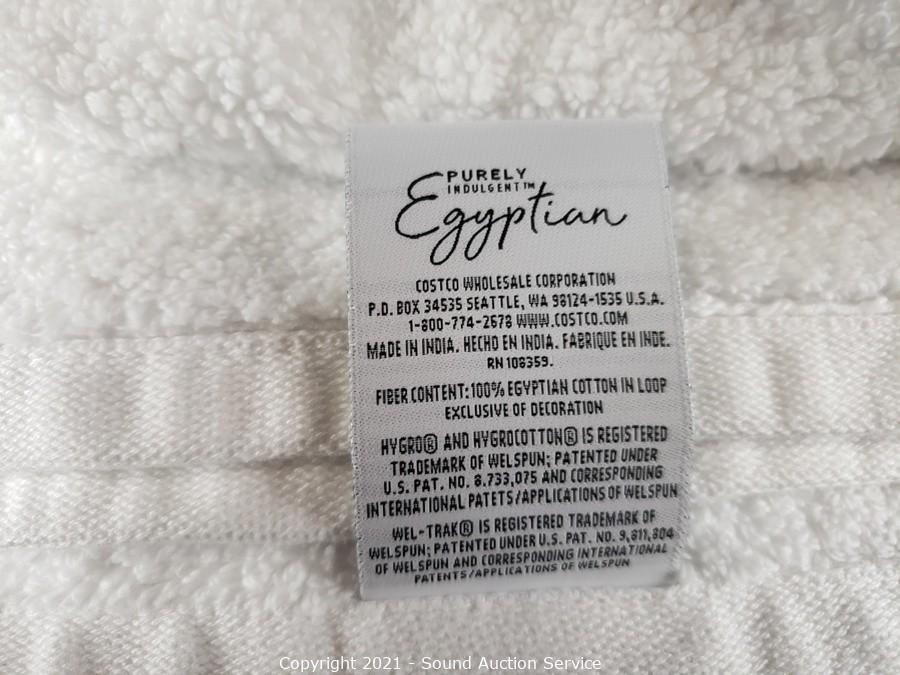 PURELY
INDULGENT™
Egyptian
COSTCO WHOLESALE CORPORATION
P.O. BOX 34535 SEATTLE, WA 98124-1535 U.S.A.
1-800-774-2678 WWW.COSTCO.COM
MADE IN INDIA. HECHO EN INDIA. FABRIQUE EN INDE.
RN 108359.
FIBER CONTENT: 100% EGYPTIAN COTTON IN LOOP
EXCLUSIVE OF DECORATION
HYGRO® AND HYGROCOTTON® IS REGISTERED
TRADEMARK OF WELSPUN; PATENTED UNDER
U.S. PAT. NO. 8,733,075 AND CORRESPONDING
INTERNATIONAL PATETS/APPLICATIONS OF WELSPUN
WEL-TRAK® IS REGISTERED TRADEMARK OF
WELSPUN; PATENTED UNDER U.S. PAT. NO. 9,811,804
OF WELSPUN AND CORRESPONDING INTERNATIONAL
PATENTS/APPLICATIONS OF WELSPUN
Copyright 2021 - Sound Auction Service